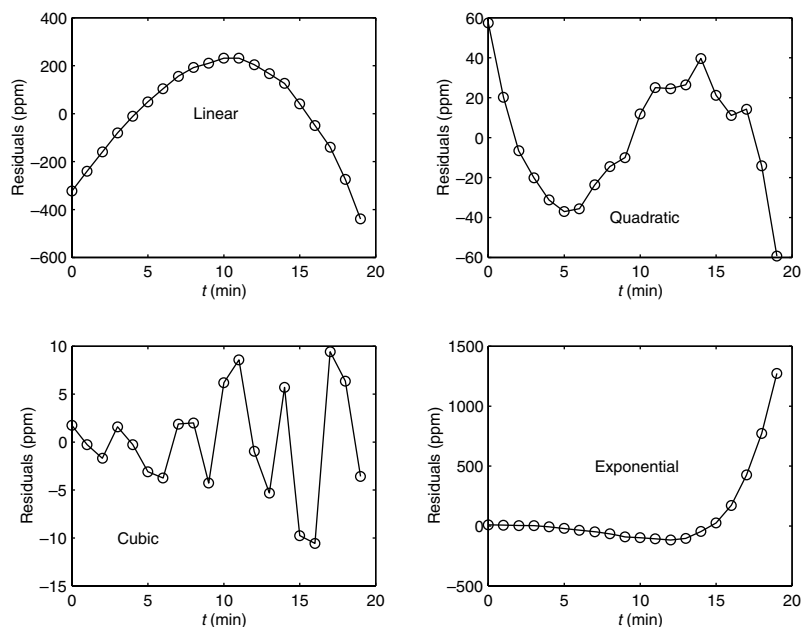 400
200
0
−200
−400
−600
Residuals (ppm)
Linear
0 5 10 15 20
t (min)
60
40
20
0
−20
−40
−60
Residuals (ppm)
Quadratic
0 5 10 15 20
t (min)
10
5
0
−5
−10
−15
Residuals (ppm)
Cubic
0 5 10 15 20
t (min)
1500
1000
500
0
−500
Residuals (ppm)
Exponential
0 5 10 15 20
t (min)